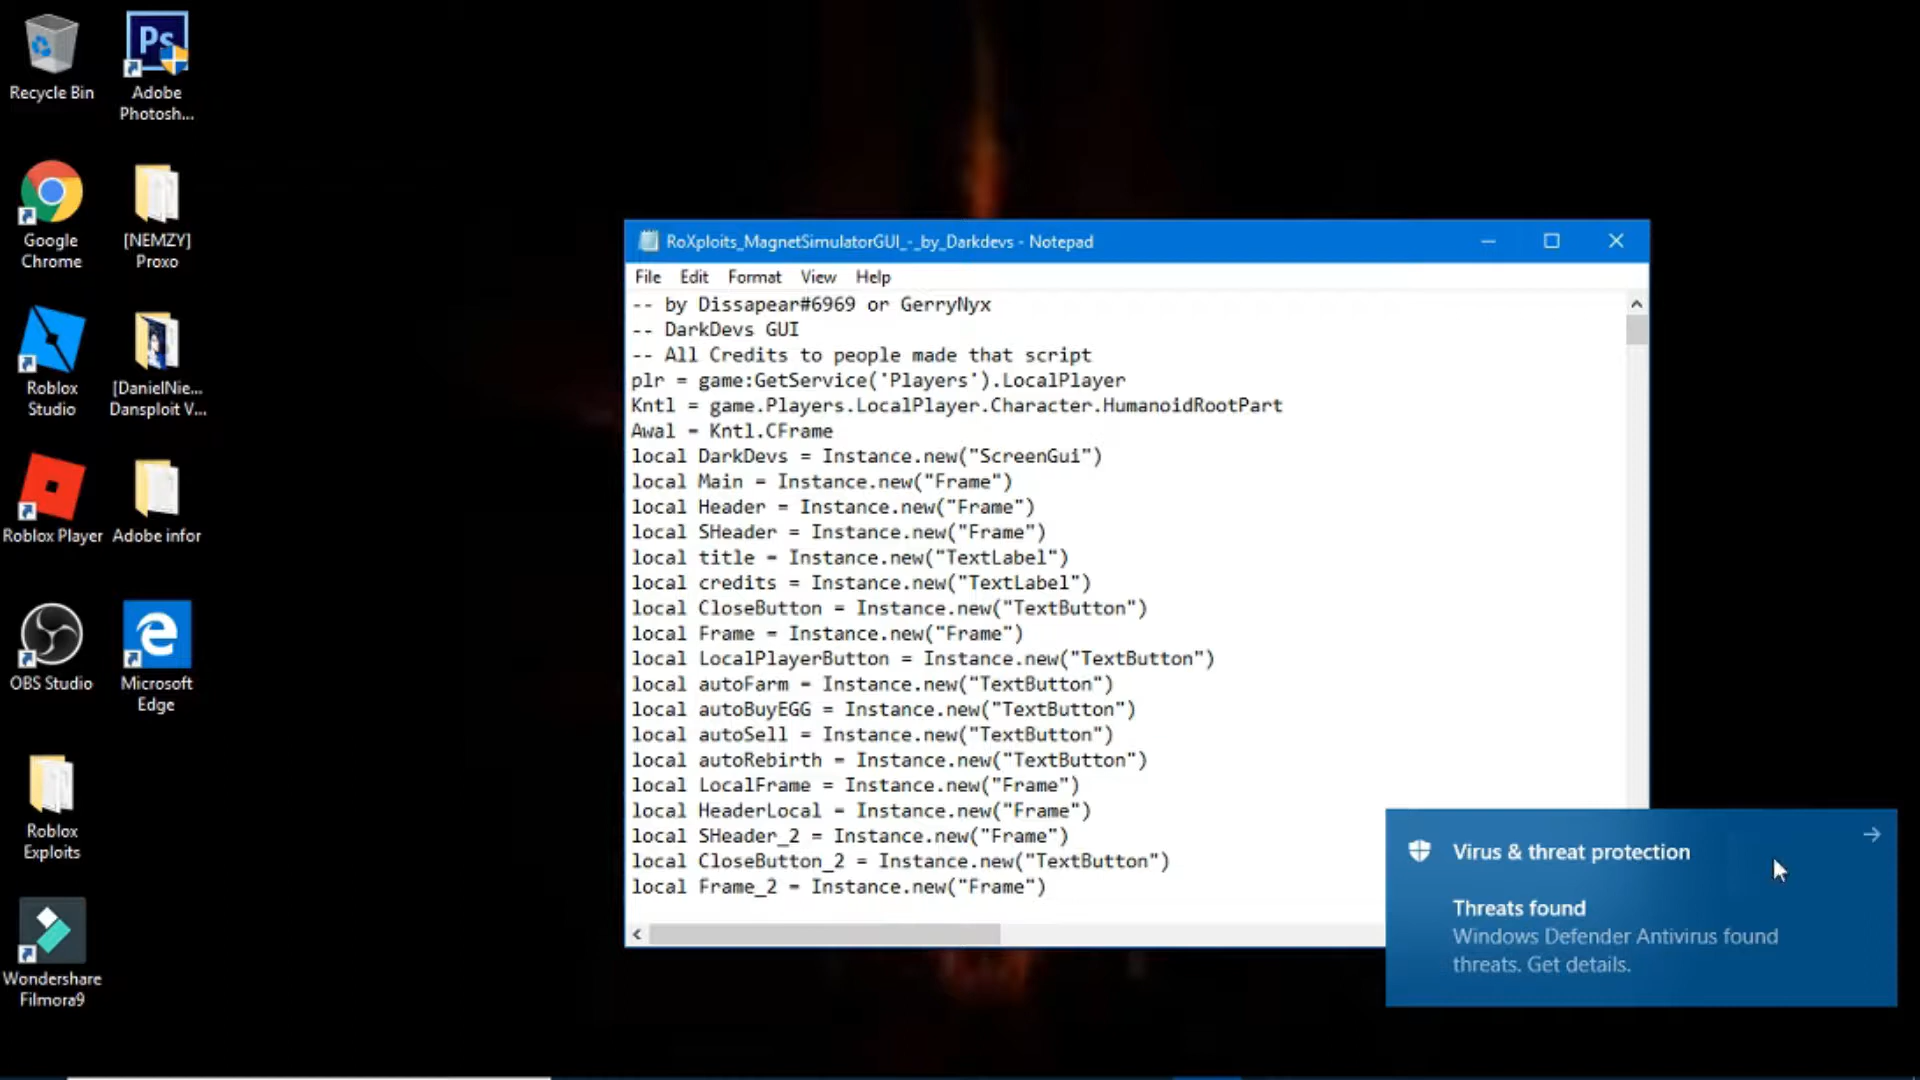 Recycle Bin
Adobe
Photosh...
Google
Chrome
[NEMZY]
Proxo
Roblox
Studio
[DanielNie...
Dansploit V...
Roblox Player
Adobe infor
OBS Studio
Microsoft
Edge
Roblox
Exploits
Wondershare
Filmora9
Ps
RoXploits_MagnetSimulatorGUI_-_by_Darkdevs - Notepad
File Edit Format View Help
-- by Dissapear#6969 or GerryNyx
-- DarkDevs GUI
-- All Credits to people made that script
plr = game:GetService('Players').LocalPlayer
Kntl = game.Players.LocalPlayer.Character.HumanoidRootPart
Awal = Kntl.CFrame
local DarkDevs = Instance.new("ScreenGui")
local Main = Instance.new("Frame")
local Header = Instance.new("Frame")
local SHeader = Instance.new("Frame")
local title = Instance.new("TextLabel")
local credits = Instance.new("TextLabel")
local CloseButton = Instance.new("TextButton")
local Frame = Instance.new("Frame")
local LocalPlayerButton = Instance.new("TextButton")
local autoFarm = Instance.new("TextButton")
local autoBuyEGG = Instance.new("TextButton")
local autoSell = Instance.new("TextButton")
local autoRebirth = Instance.new("TextButton")
local LocalFrame = Instance.new("Frame")
local HeaderLocal = Instance.new("Frame")
local SHeader_2 = Instance.new("Frame")
local CloseButton_2 = Instance.new("TextButton")
local Frame_2 = Instance.new("Frame")
Virus & threat protection
Threats found
Windows Defender Antivirus found
threats. Get details.